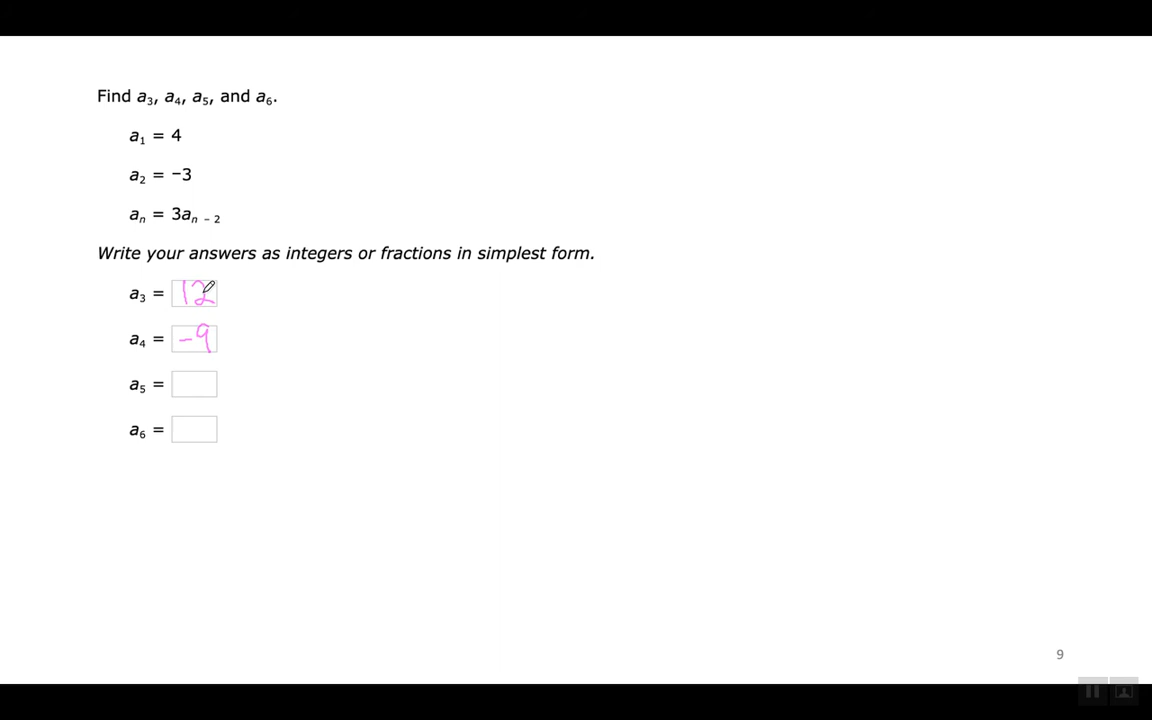 Find a₃, a₄, a₅, and a₆.
a₁ = 4
a₂ = −3
aₙ = 3aₙ ₋ ₂
Write your answers as integers or fractions in simplest form.
a₃ = 12
a₄ = -9
a₅ =
a₆ =
9